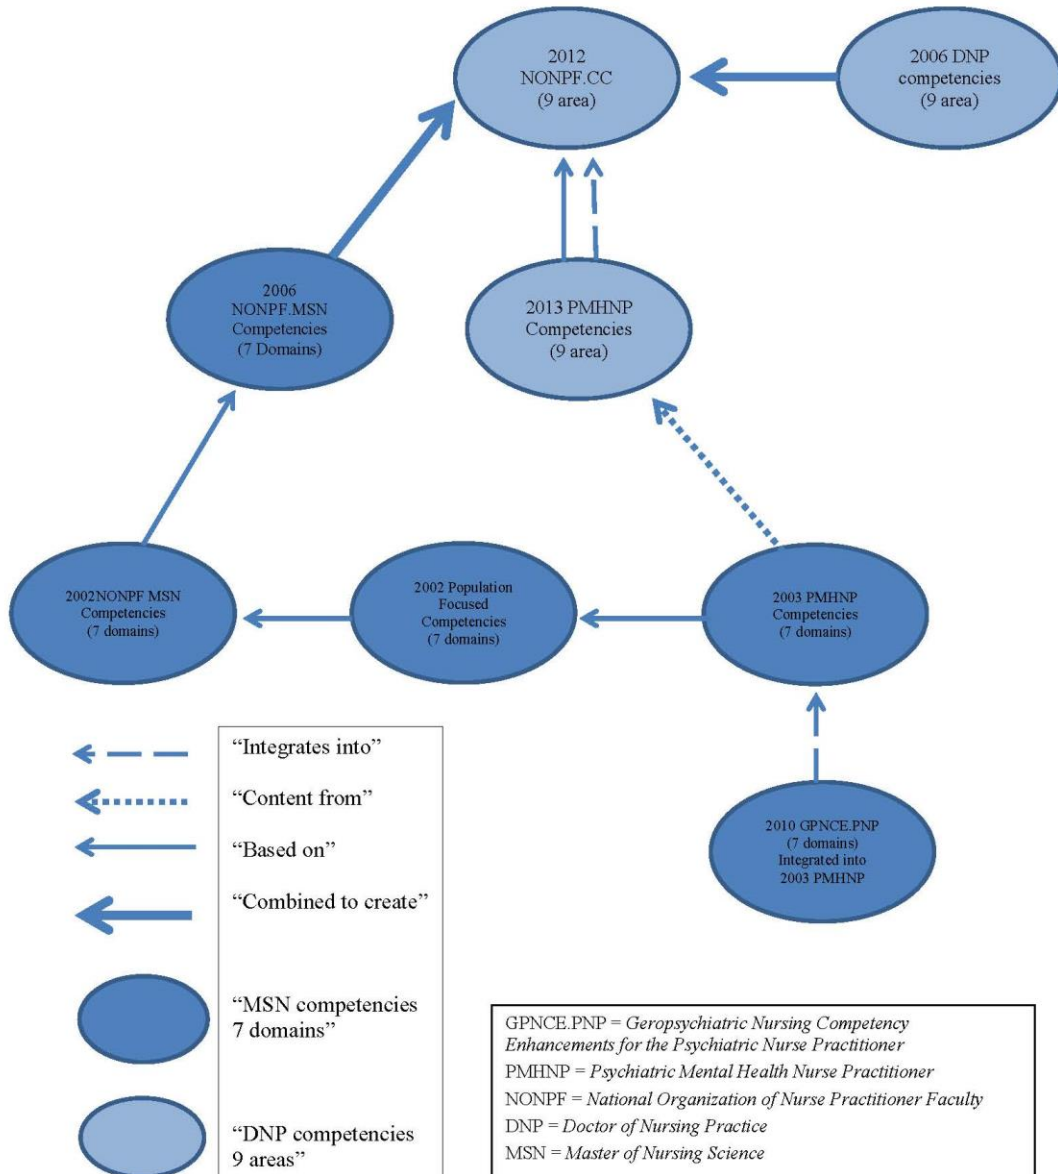 2012
NONPF.CC
(9 area)
2006 DNP
competencies
(9 area)
2006
NONPF.MSN
Competencies
(7 Domains)
2013 PMHNP
Competencies
(9 area)
2002NONPF MSN
Competencies
(7 domains)
2002 Population
Focused
Competencies
(7 domains)
2003 PMHNP
Competencies
(7 domains)
2010 GPNCE.PNP
(7 domains)
Integrated into
2003 PMHNP
“Integrates into”
“Content from”
“Based on”
“Combined to create”
“MSN competencies
7 domains”
“DNP competencies
9 areas”
GPNCE.PNP = Geropsychiatric Nursing Competency
Enhancements for the Psychiatric Nurse Practitioner
PMHNP = Psychiatric Mental Health Nurse Practitioner
NONPF = National Organization of Nurse Practitioner Faculty
DNP = Doctor of Nursing Practice
MSN = Master of Nursing Science